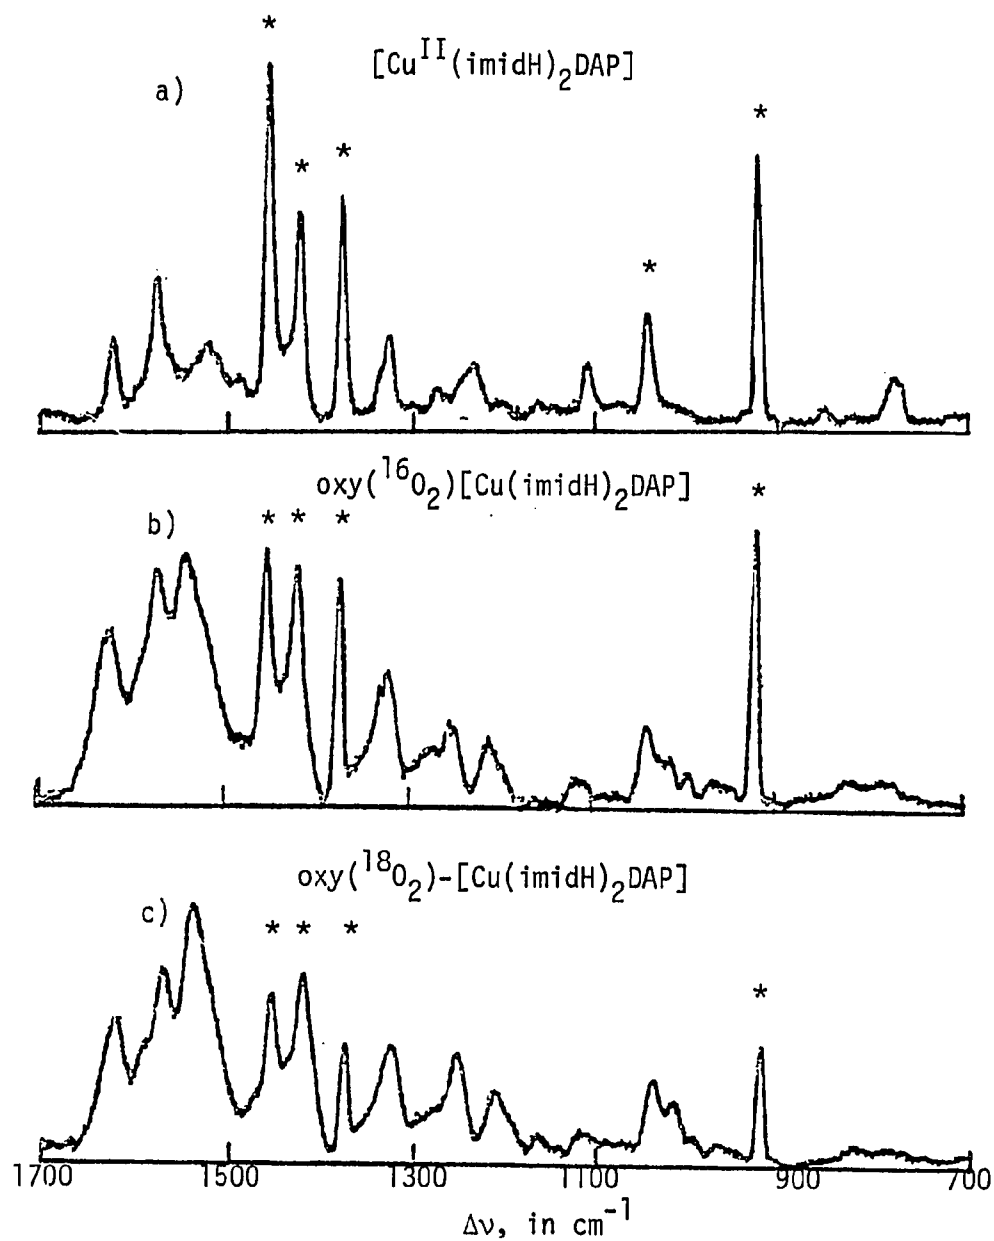 *
[Cu^II(imidH)_2DAP]
a)
*
*
*
*
oxy(^16O_2)[Cu(imidH)_2DAP]
*
b)
* * *
oxy(^18O_2)-[Cu(imidH)_2DAP]
c)
* * *
*
1700 1500 1300 1100 900 700
Δν, in cm^-1